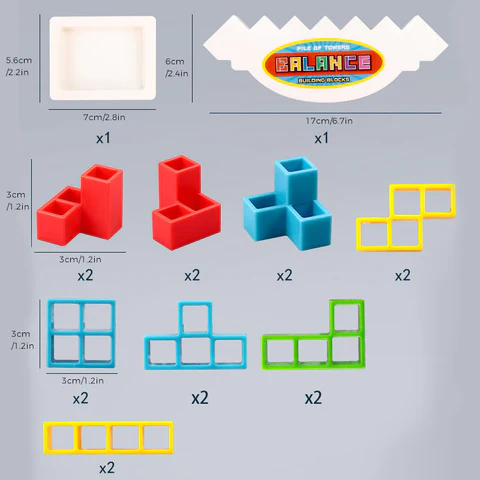 5.6cm
/2.2in
6cm
/2.4in
PILE OF TOWERS
BALANCE
BUILDING BLOCKS
7cm/2.8in
17cm/6.7in
x1
x1
3cm
/1.2in
3cm/1.2in
x2
x2
x2
x2
3cm
/1.2in
3cm/1.2in
x2
x2
x2
x2